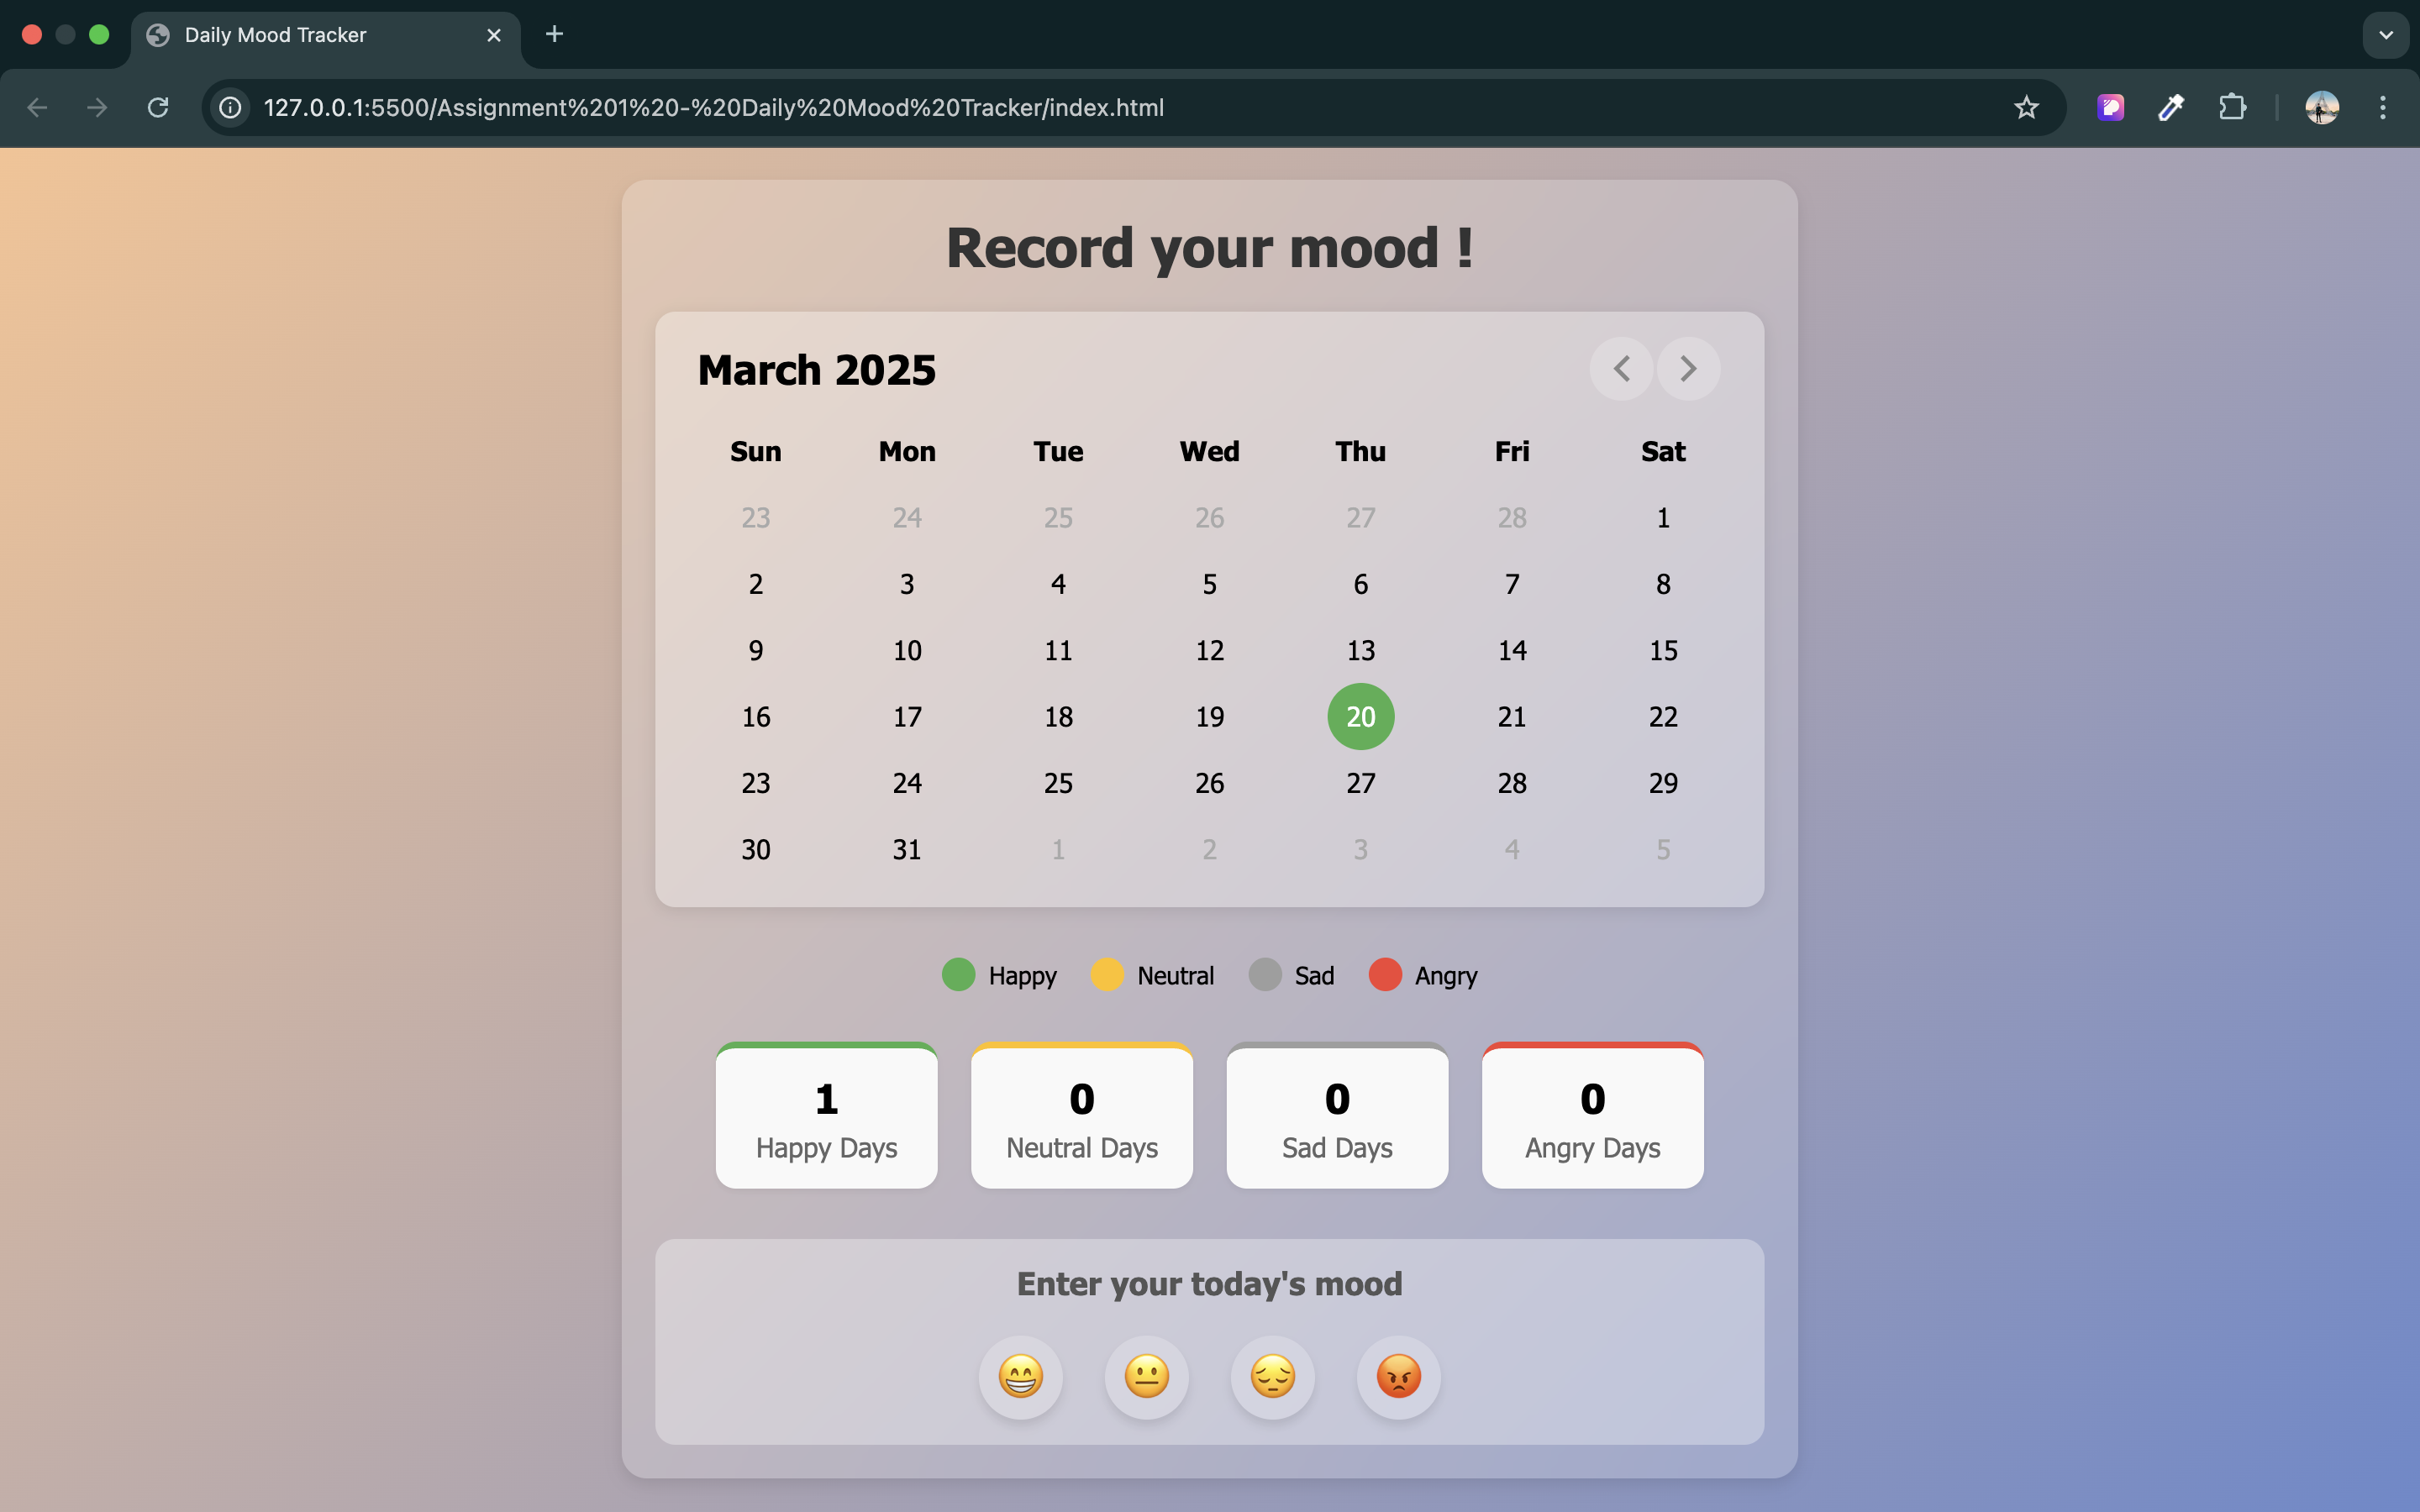 Daily Mood Tracker
127.0.0.1:5500/Assignment%201%20-%20Daily%20Mood%20Tracker/index.html
Record your mood !
March 2025
Sun Mon Tue Wed Thu Fri Sat
23 24 25 26 27 28 1
2 3 4 5 6 7 8
9 10 11 12 13 14 15
16 17 18 19 20 21 22
23 24 25 26 27 28 29
30 31 1 2 3 4 5
Happy Neutral Sad Angry
1 0 0 0
Happy Days Neutral Days Sad Days Angry Days
Enter your today's mood